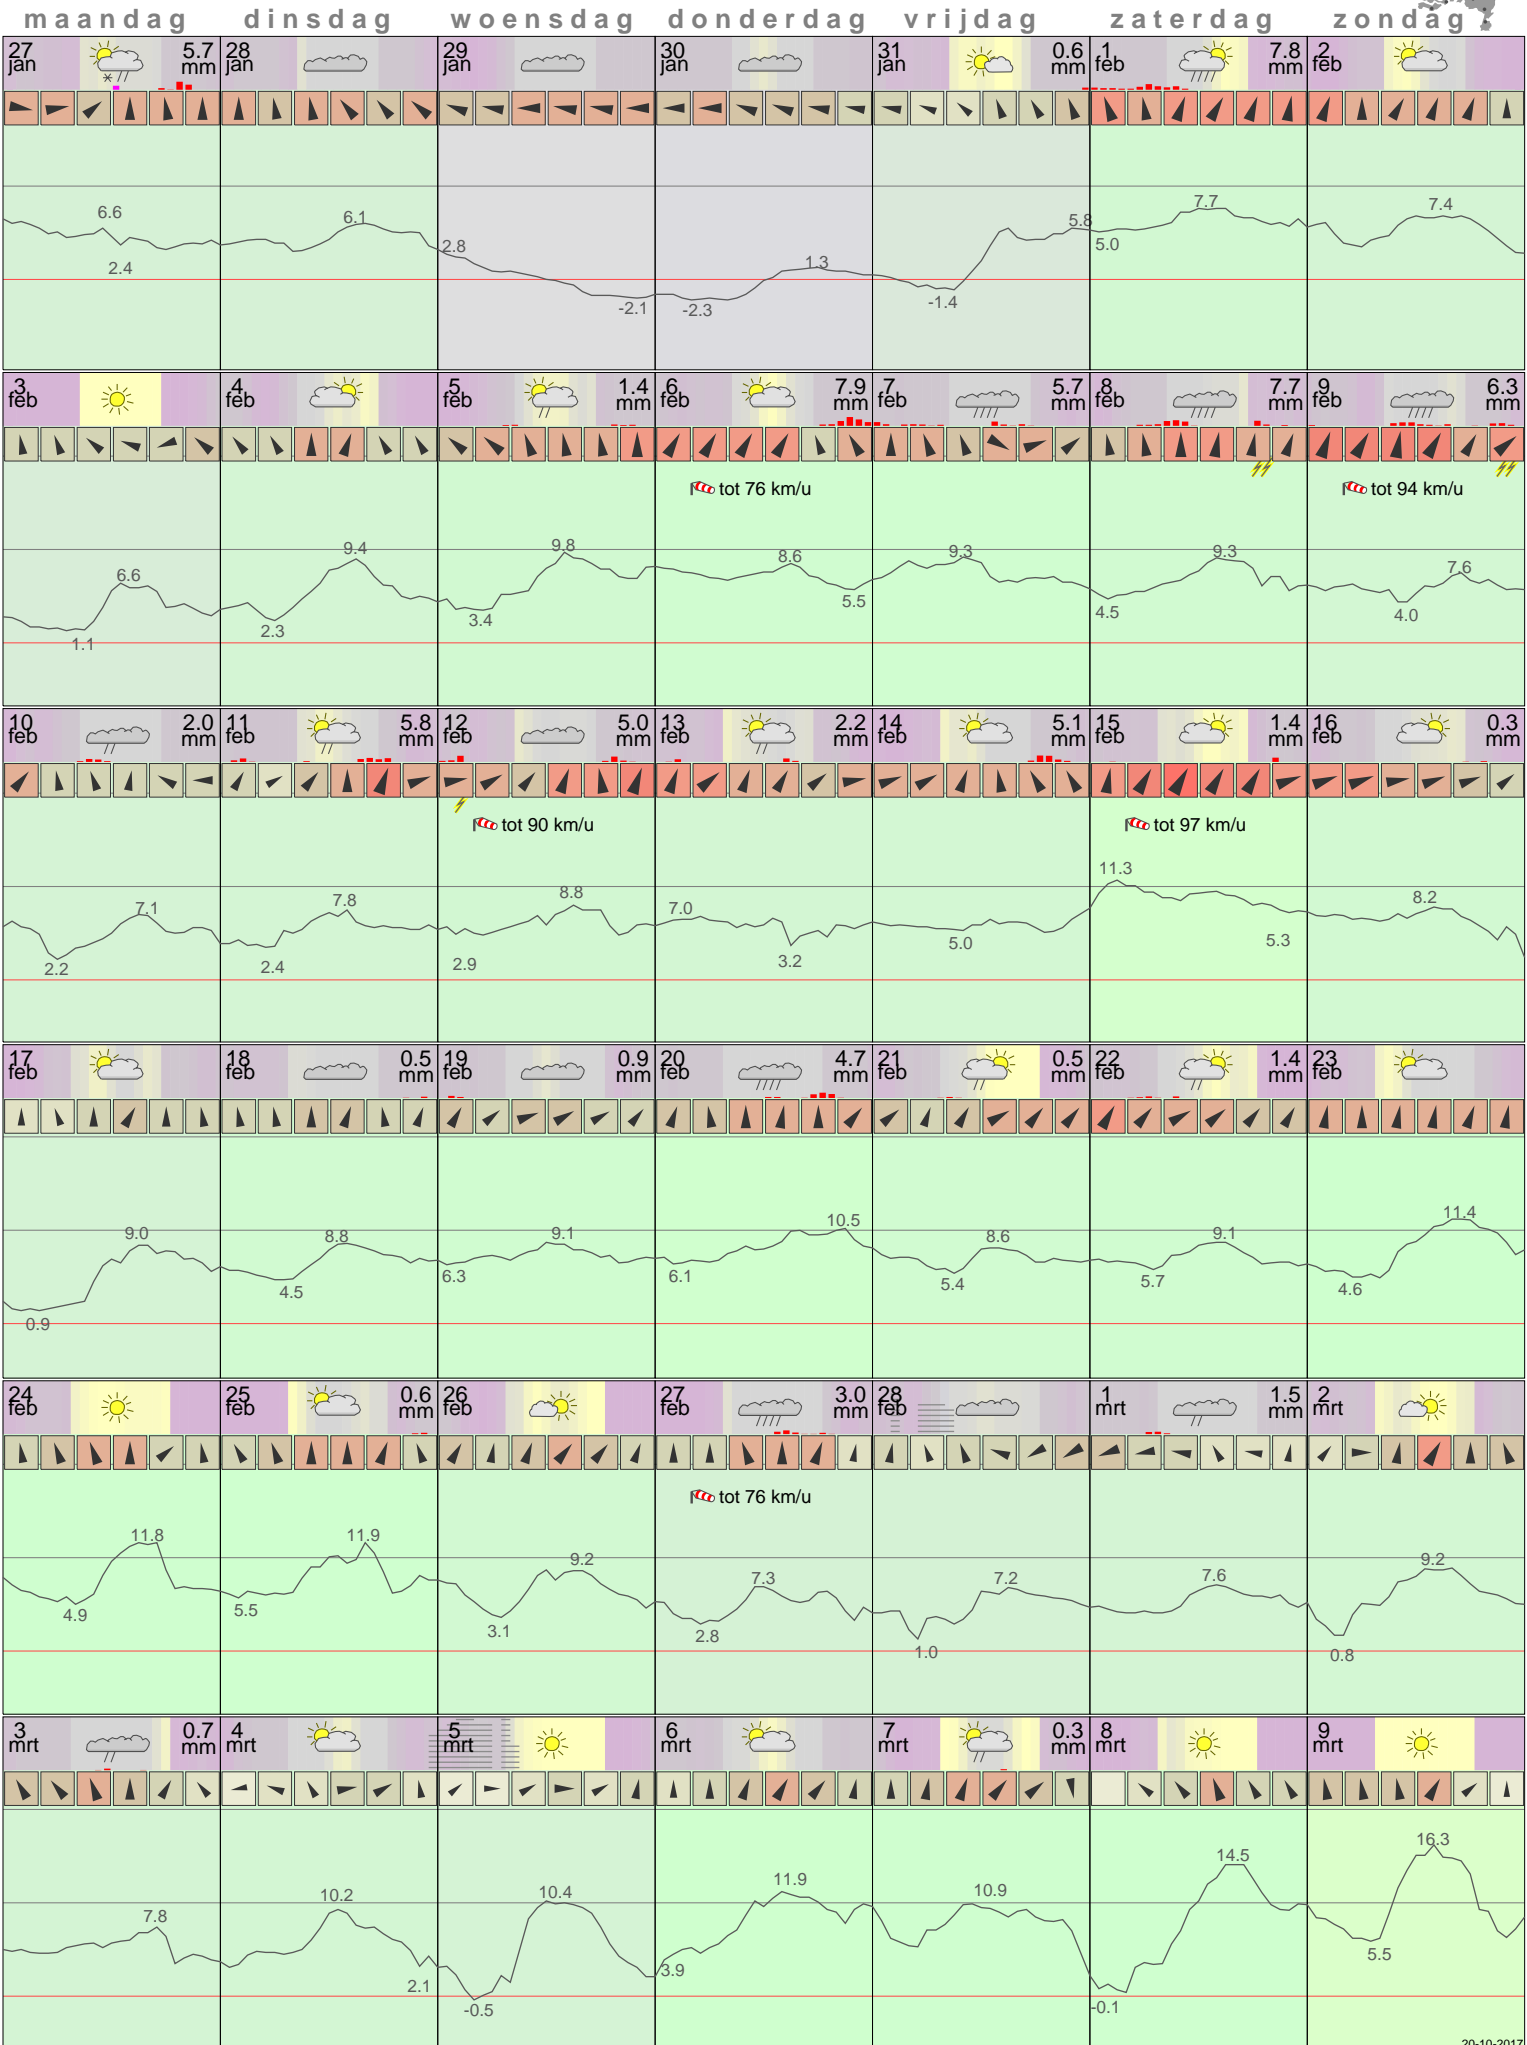 maandag dinsdag woensdag donderdag vrijdag zaterdag zondag
27 jan 5.7 mm 28 jan 29 jan 30 jan 31 jan 0.6 mm 1 feb 7.8 mm 2 feb
6.6 2.4 6.1 2.8 -2.1 -2.3 1.3 -1.4 5.8 5.0 7.7 7.4
3 feb 4 feb 5 feb 1.4 mm 6 feb 7.9 mm 7 feb 5.7 mm 8 feb 7.7 mm 9 feb 6.3 mm
tot 76 km/u tot 94 km/u
1.1 6.6 2.3 9.4 3.4 9.8 8.6 5.5 9.3 4.5 9.3 4.0 7.6
10 feb 2.0 mm 11 feb 5.8 mm 12 feb 5.0 mm 13 feb 2.2 mm 14 feb 5.1 mm 15 feb 1.4 mm 16 feb 0.3 mm
tot 90 km/u tot 97 km/u
2.2 7.1 2.4 7.8 2.9 8.8 7.0 3.2 5.0 11.3 5.3 8.2
17 feb 18 feb 0.5 mm 19 feb 0.9 mm 20 feb 4.7 mm 21 feb 0.5 mm 22 feb 1.4 mm 23 feb
0.9 9.0 4.5 8.8 6.3 9.1 6.1 10.5 5.4 8.6 5.7 9.1 4.6 11.4
24 feb 25 feb 0.6 mm 26 feb 27 feb 3.0 mm 28 feb 1 mrt 1.5 mm 2 mrt
tot 76 km/u
4.9 11.8 5.5 11.9 3.1 9.2 2.8 7.3 1.0 7.2 7.6 0.8 9.2
3 mrt 0.7 mm 4 mrt 5 mrt 6 mrt 7 mrt 0.3 mm 8 mrt 9 mrt
7.8 10.2 2.1 -0.5 10.4 3.9 11.9 10.9 -0.1 14.5 5.5 16.3
20-10-2017